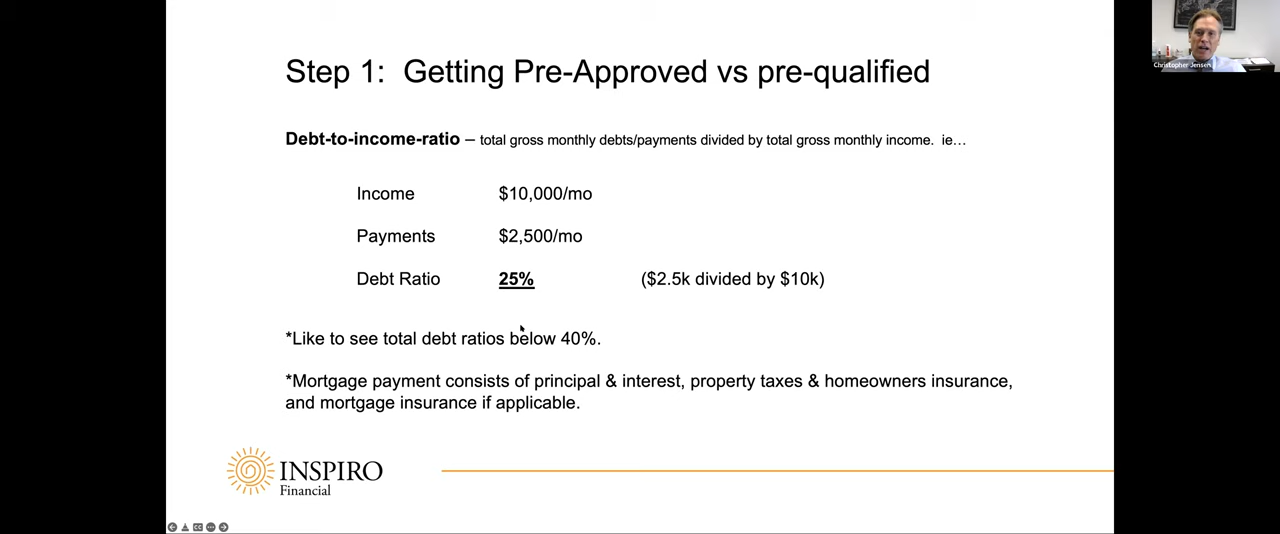 Step 1: Getting Pre-Approved vs pre-qualified
Debt-to-income-ratio – total gross monthly debts/payments divided by total gross monthly income. ie…
Income $10,000/mo
Payments $2,500/mo
Debt Ratio 25% ($2.5k divided by $10k)
*Like to see total debt ratios below 40%.
*Mortgage payment consists of principal & interest, property taxes & homeowners insurance,
and mortgage insurance if applicable.
INSPIRO
Financial
Christopher Jensen